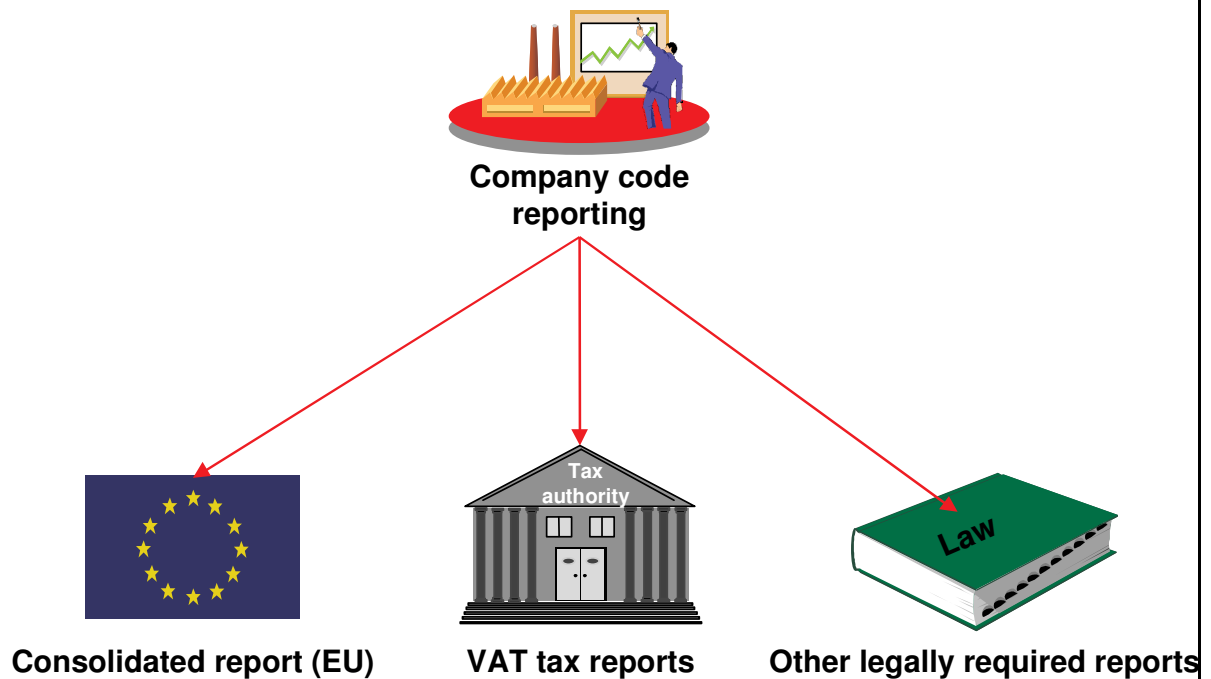 Company code
reporting
Tax
authority
Law
Consolidated report (EU)
VAT tax reports
Other legally required reports